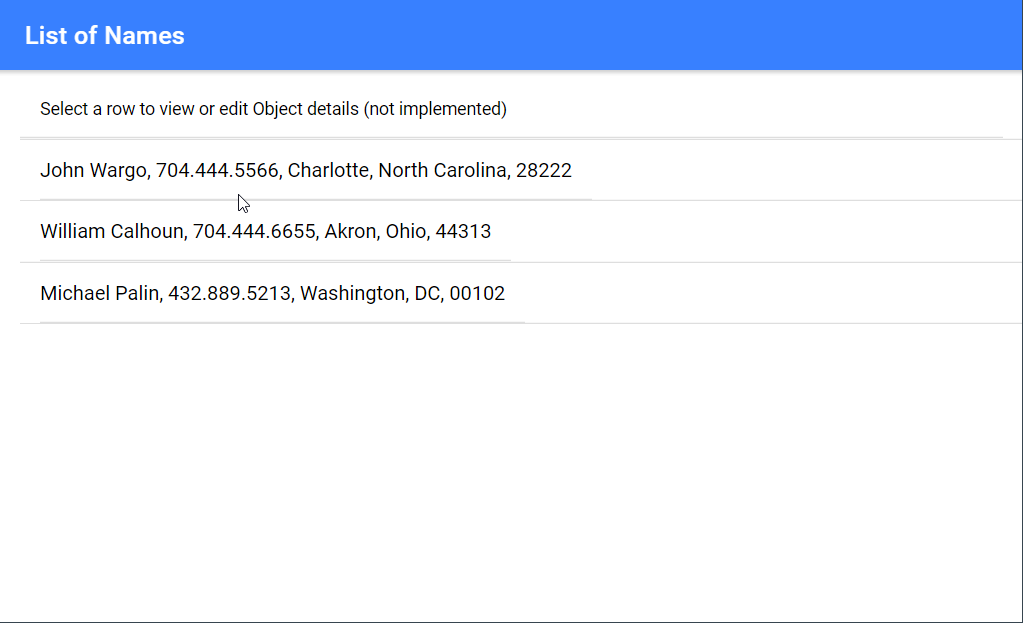 List of Names
Select a row to view or edit Object details (not implemented)
John Wargo, 704.444.5566, Charlotte, North Carolina, 28222
William Calhoun, 704.444.6655, Akron, Ohio, 44313
Michael Palin, 432.889.5213, Washington, DC, 00102